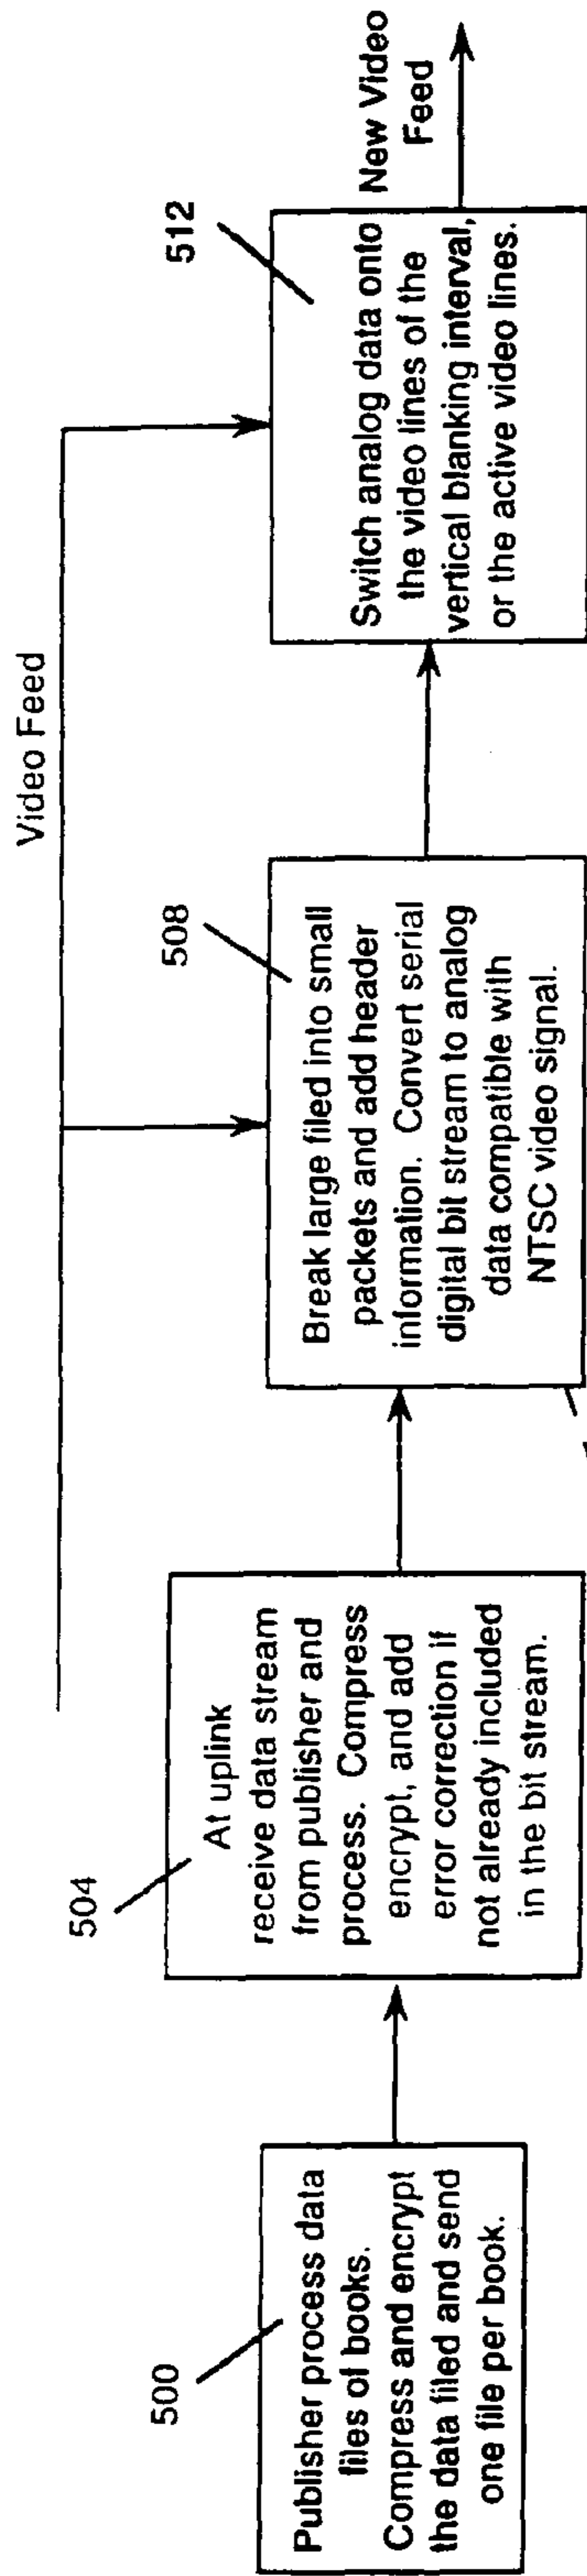 Video Feed
500
Publisher process data
files of books.
Compress and encrypt
the data filed and send
one file per book.
504
At uplink
receive data stream
from publisher and
process. Compress
encrypt, and add
error correction if
not already included
in the bit stream.
508
Break large filed into small
packets and add header
information. Convert serial
digital bit stream to analog
data compatible with
NTSC video signal.
512
Switch analog data onto
the video lines of the
vertical blanking interval,
or the active video lines.
New Video
Feed